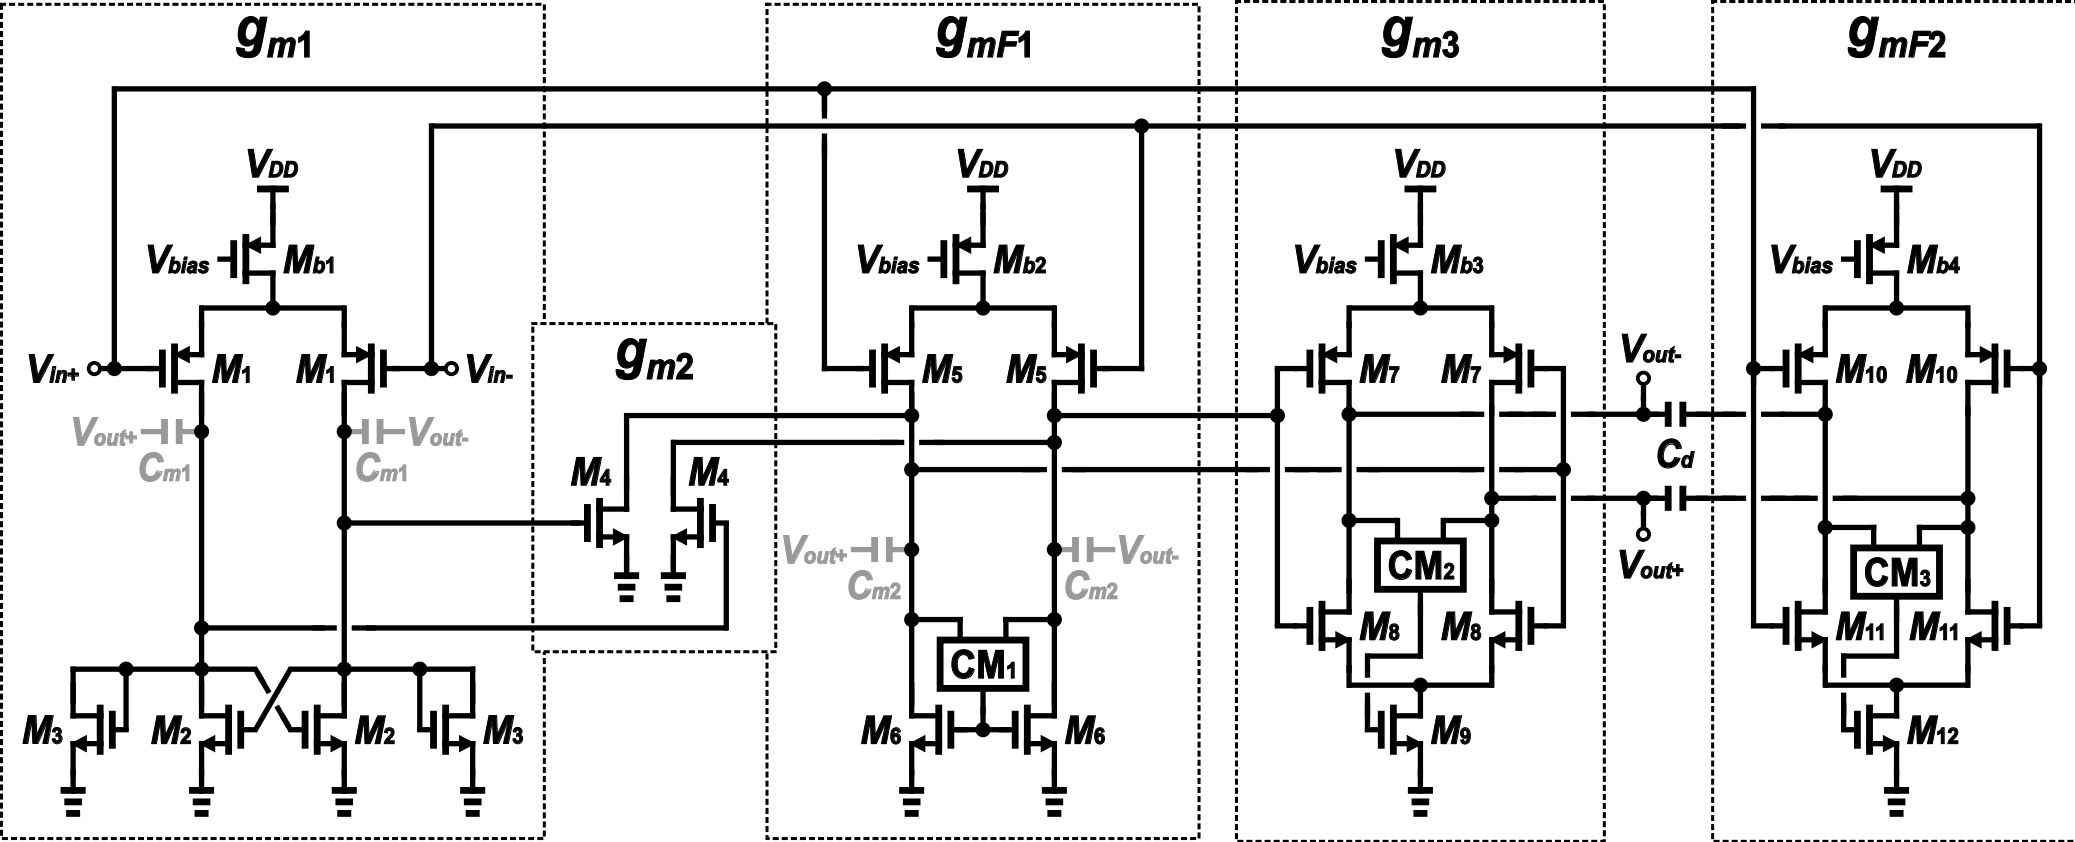 gm1
gmF1
gm3
gmF2
VDD
VDD
VDD
VDD
Vbias
Mb1
Vbias
Mb2
Vbias
Mb3
Vbias
Mb4
Vin+
M1
M1
Vin-
gm2
M5
M5
M7
M7
Vout-
M10
M10
Vout+
Cm1
Vout-
Cm1
Cd
M4
M4
Vout+
Cm2
Vout-
Cm2
CM2
Vout+
CM3
M8
M8
M11
M11
CM1
M3
M2
M2
M3
M6
M6
M9
M12